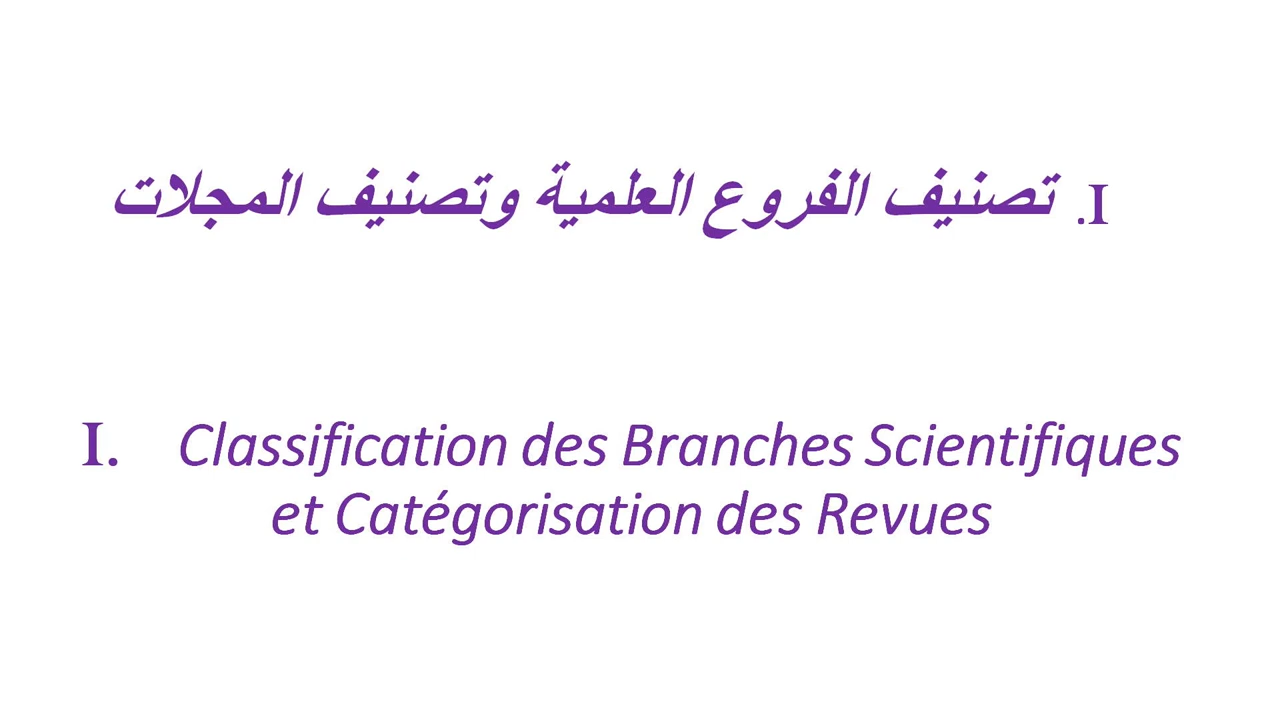 I. تصنيف الفروع العلمية وتصنيف المجلات
I. Classification des Branches Scientifiques
et Catégorisation des Revues